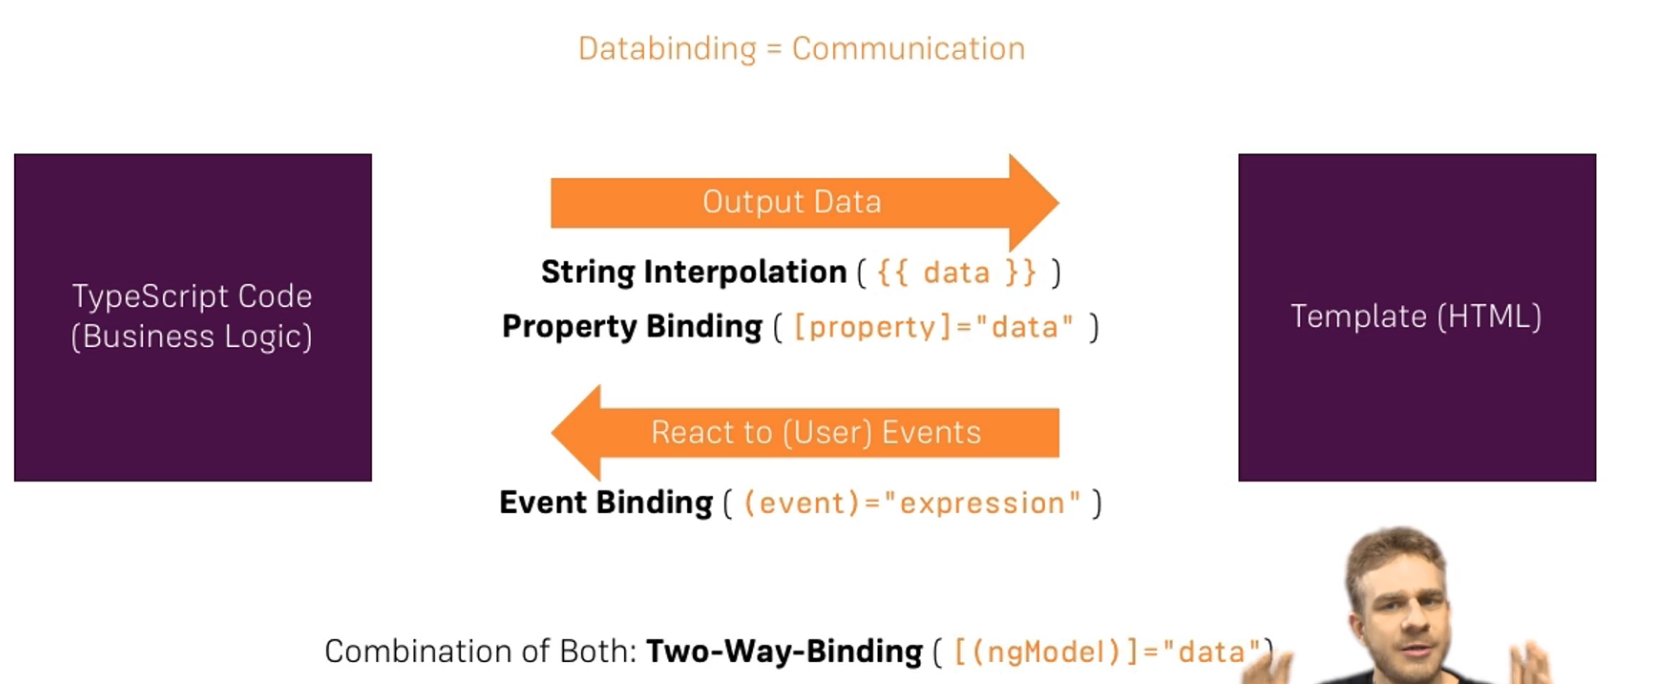 Databinding = Communication
TypeScript Code
(Business Logic)
Output Data
String Interpolation ( {{ data }} )
Property Binding ( [property]="data" )
React to (User) Events
Event Binding ( (event)="expression" )
Template (HTML)
Combination of Both: Two-Way-Binding ( [(ngModel)]="data")